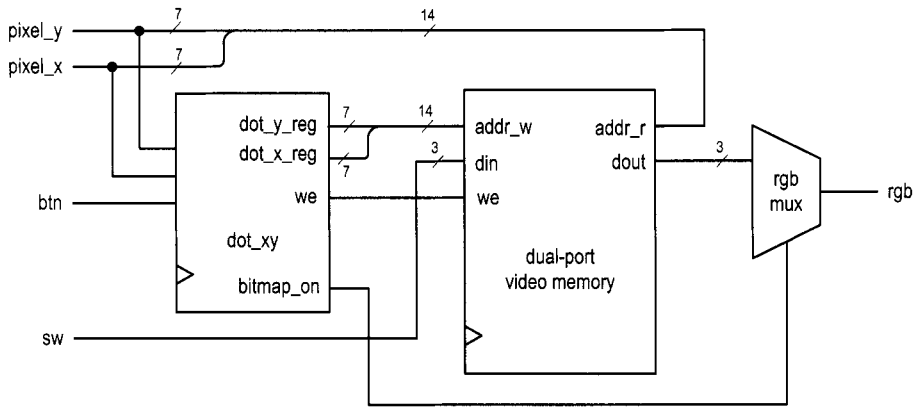 pixel_y
7
14
pixel_x
7
dot_y_reg
7
14
addr_w
addr_r
dot_x_reg
7
3
din
dout
3
rgb
mux
rgb
btn
we
we
dot_xy
dual-port
video memory
bitmap_on
sw